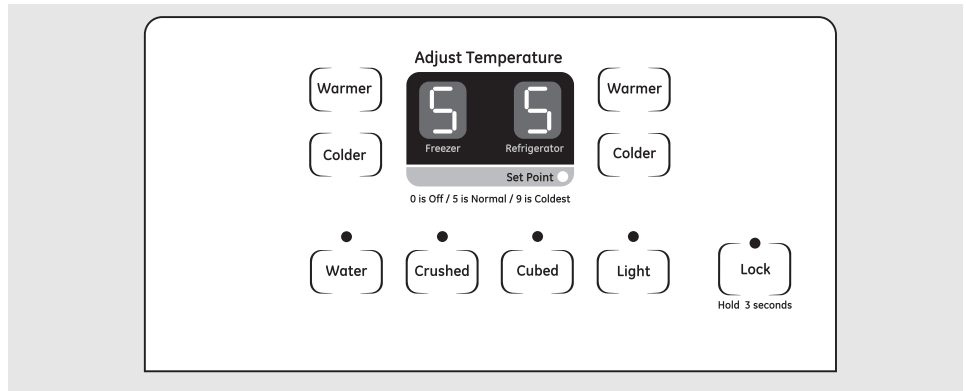 Adjust Temperature
Warmer 5 5 Warmer
Freezer Refrigerator
Colder Colder
Set Point
0 is Off / 5 is Normal / 9 is Coldest
Water Crushed Cubed Light Lock
Hold 3 seconds